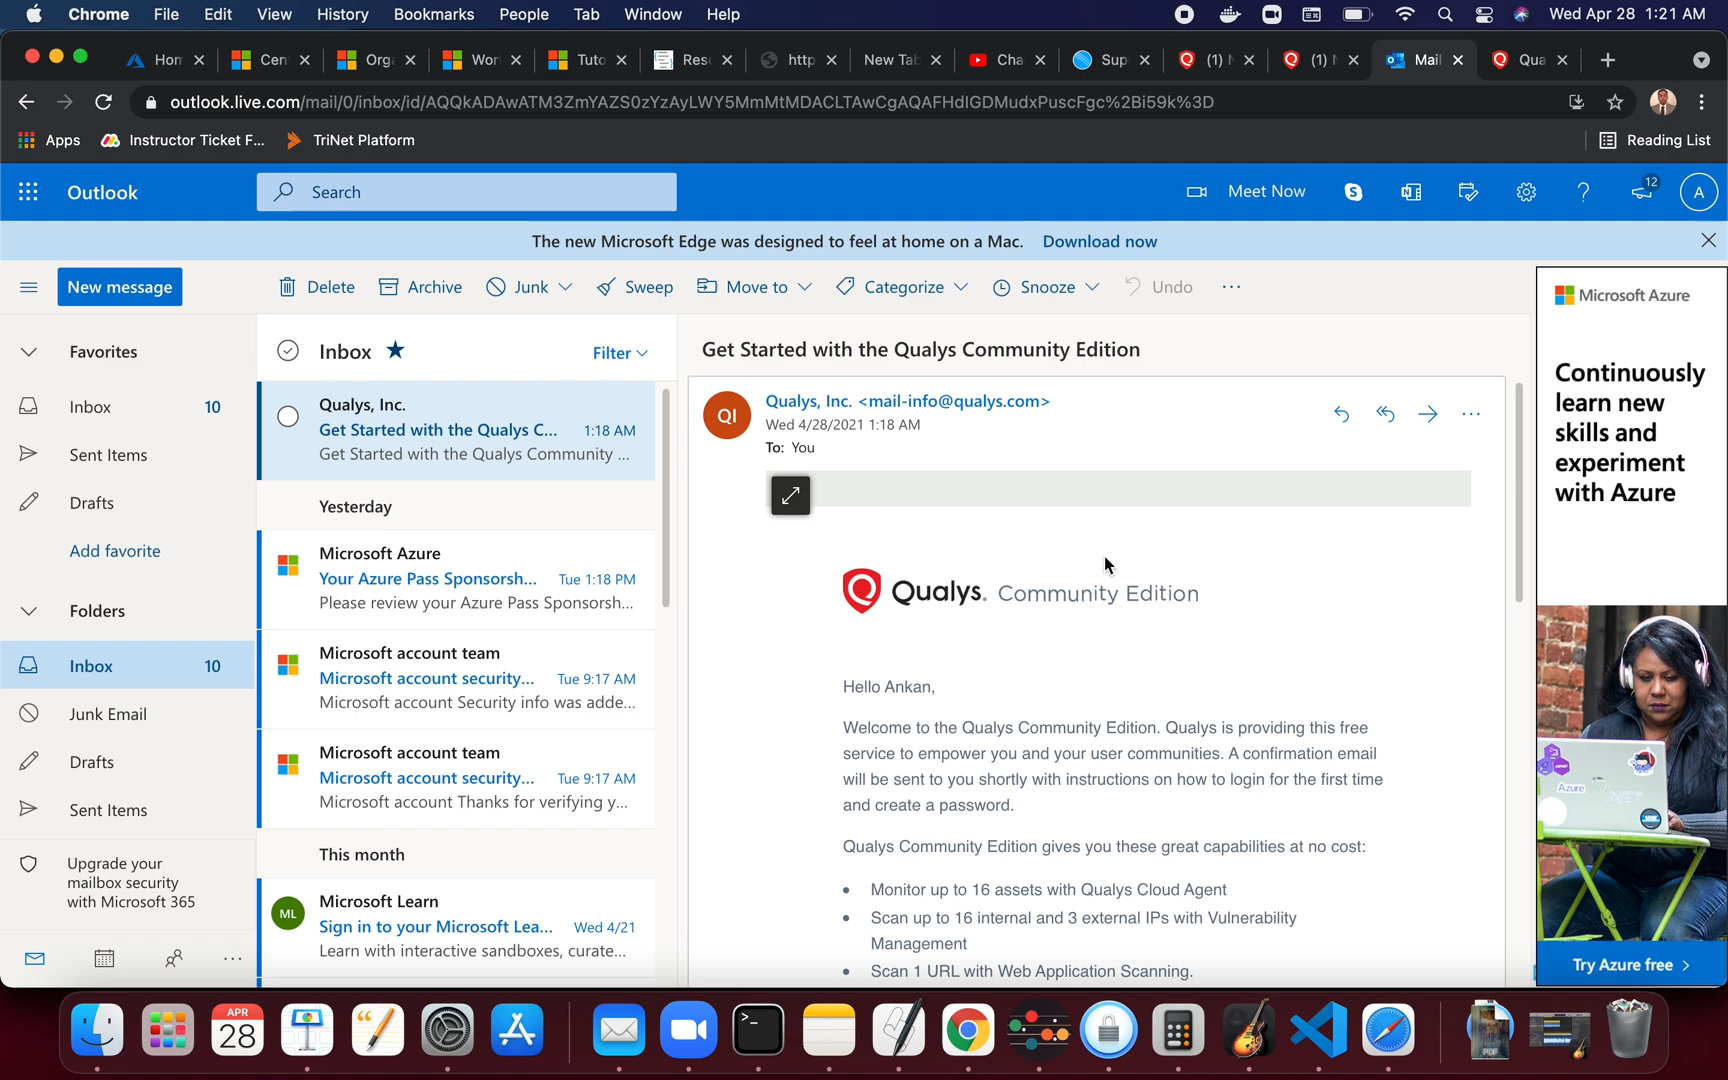 Chrome File Edit View History Bookmarks People Tab Window Help Wed Apr 28 1:21 AM
Hon Cen Orga Wor Tuto Res http New Tab Cha Sup (1) N (1) N Mail Qua
outlook.live.com/mail/0/inbox/id/AQQkADAwATM3ZmYAZS0zYzAyLWY5MmMtMDACLTAwCgAQAFHdIGDMudxPuscFgc%2Bi59k%3D
Apps Instructor Ticket F... TriNet Platform Reading List
Outlook Search Meet Now 12 A
The new Microsoft Edge was designed to feel at home on a Mac. Download now
New message Delete Archive Junk Sweep Move to Categorize Snooze Undo
Favorites
Inbox 10
Sent Items
Drafts
Add favorite
Folders
Inbox 10
Junk Email
Drafts
Sent Items
Upgrade your
mailbox security
with Microsoft 365
Inbox Filter
Qualys, Inc.
Get Started with the Qualys C... 1:18 AM
Get Started with the Qualys Community ...
Yesterday
Microsoft Azure
Your Azure Pass Sponsorsh... Tue 1:18 PM
Please review your Azure Pass Sponsorsh...
Microsoft account team
Microsoft account security... Tue 9:17 AM
Microsoft account Security info was adde...
Microsoft account team
Microsoft account security... Tue 9:17 AM
Microsoft account Thanks for verifying y...
This month
ML Microsoft Learn
Sign in to your Microsoft Lea... Wed 4/21
Learn with interactive sandboxes, curate...
Get Started with the Qualys Community Edition
QI Qualys, Inc. <mail-info@qualys.com>
Wed 4/28/2021 1:18 AM
To: You
Qualys. Community Edition
Hello Ankan,
Welcome to the Qualys Community Edition. Qualys is providing this free
service to empower you and your user communities. A confirmation email
will be sent to you shortly with instructions on how to login for the first time
and create a password.
Qualys Community Edition gives you these great capabilities at no cost:
• Monitor up to 16 assets with Qualys Cloud Agent
• Scan up to 16 internal and 3 external IPs with Vulnerability
Management
• Scan 1 URL with Web Application Scanning.
Microsoft Azure
Continuously
learn new
skills and
experiment
with Azure
Azure
Try Azure free >
APR
28
PDF